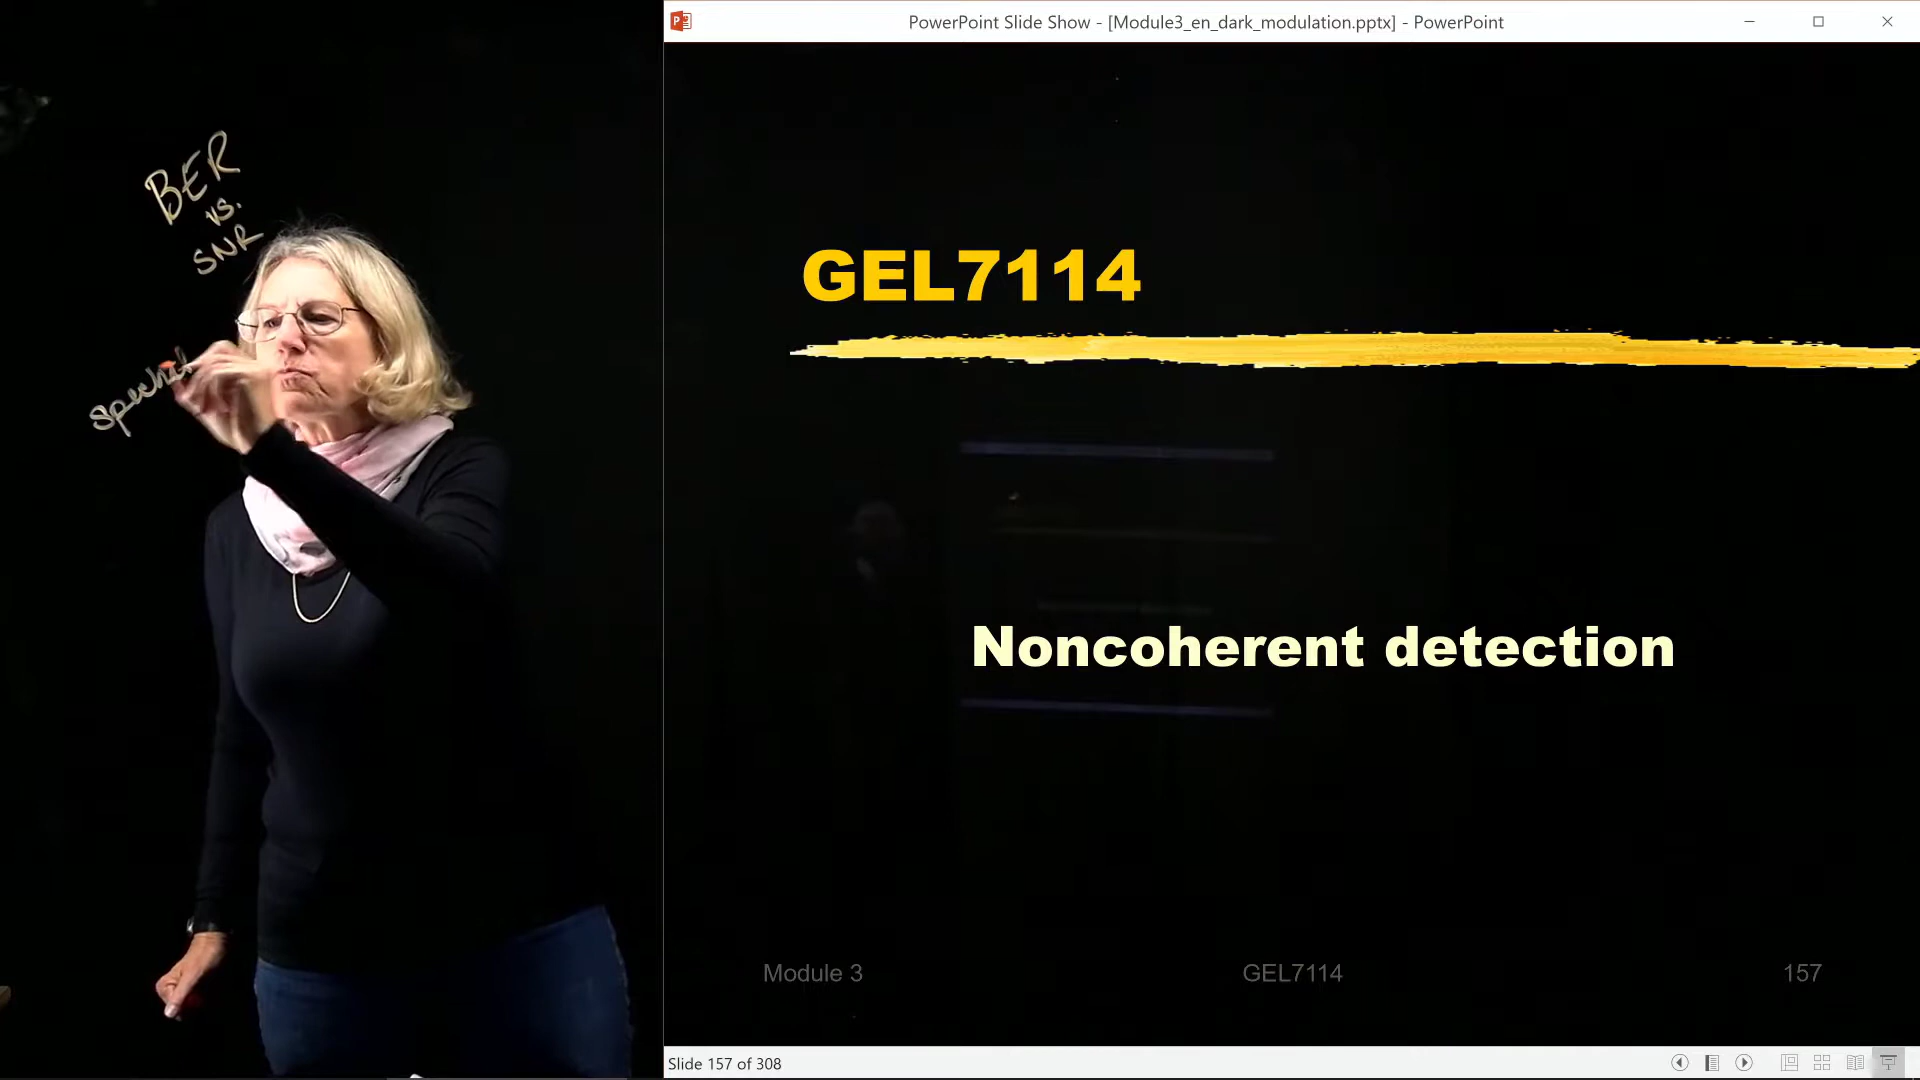 BER
vs.
SNR
PowerPoint Slide Show - [Module3_en_dark_modulation.pptx] - PowerPoint
GEL7114
Noncoherent detection
Module 3 GEL7114 157
Slide 157 of 308